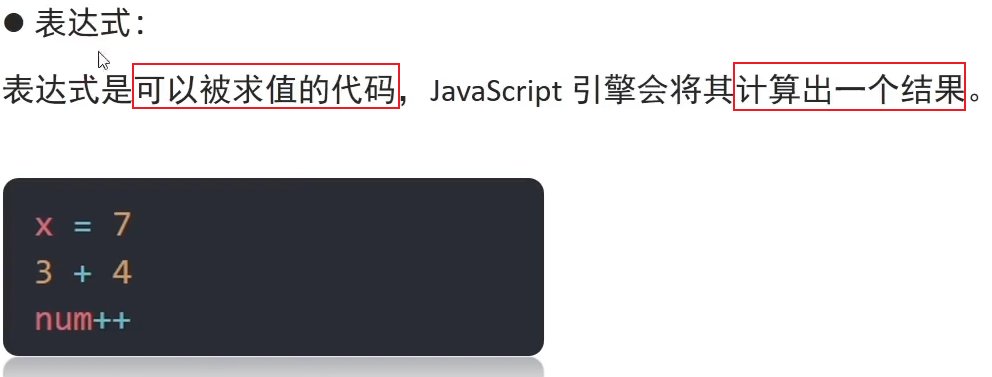 ● 表达式：
表达式是可以被求值的代码，JavaScript 引擎会将其计算出一个结果。
x = 7
3 + 4
num++